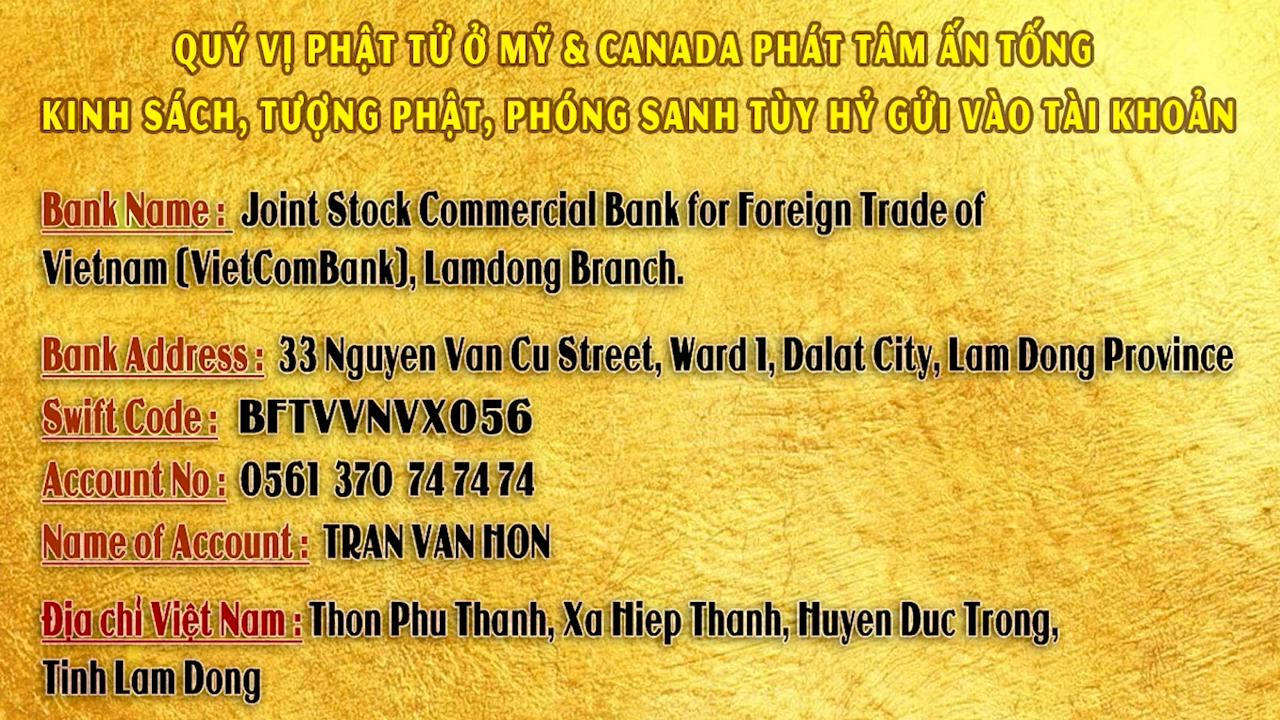 QUÝ VỊ PHẬT TỬ Ở MỸ & CANADA PHÁT TÂM ẤN TỐNG
KINH SÁCH, TƯỢNG PHẬT, PHÓNG SANH TÙY HỶ GỬI VÀO TÀI KHOẢN
Bank Name : Joint Stock Commercial Bank for Foreign Trade of
Vietnam (VietComBank), Lamdong Branch.
Bank Address : 33 Nguyen Van Cu Street, Ward 1, Dalat City, Lam Dong Province
Swift Code : BFTVVNVX056
Account No : 0561 370 74 74 74
Name of Account : TRAN VAN HON
Địa chỉ Việt Nam : Thon Phu Thanh, Xa Hiep Thanh, Huyen Duc Trong,
Tinh Lam Dong